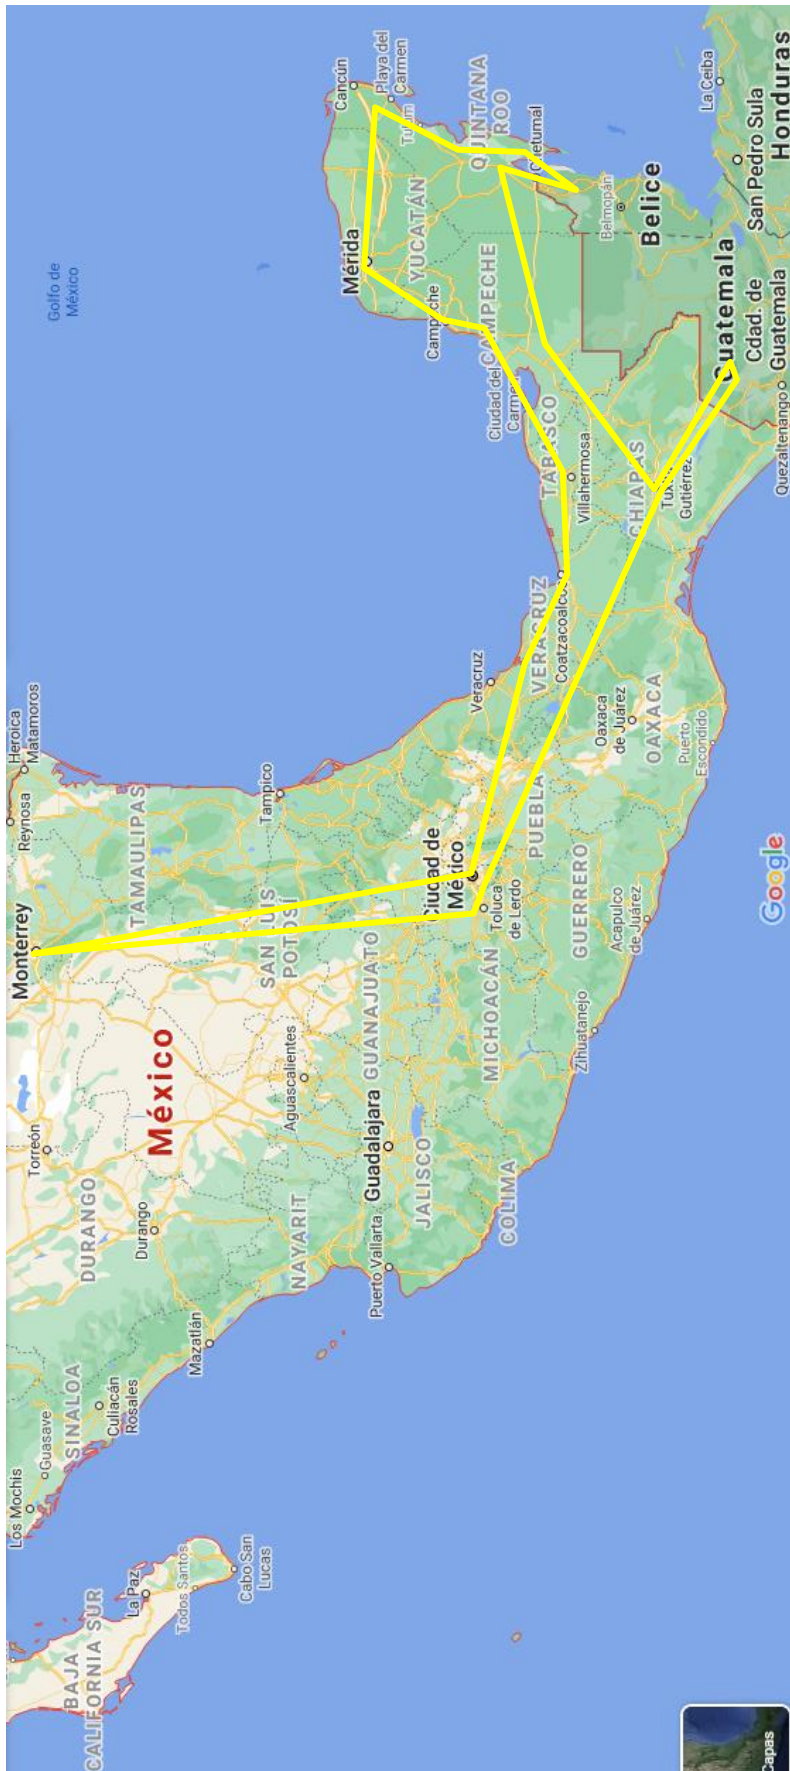 Golfo de
México
Heroica
Matamoros
Reynosa
Monterrey
TAMAULIPAS
Tampico
SAN LUIS
POTOSÍ
Torreón
México
DURANGO
Durango
Aguascalientes
GUANAJUATO
Guadalajara
JALISCO
NAYARIT
Puerto Vallarta
COLIMA
Mazatlán
SINALOA
Culiacán
Rosales
Guasave
Los Mochis
La Paz
Todos Santos
Cabo San
Lucas
BAJA
CALIFORNIA SUR
Ciudad de
México
Toluca
de Lerdo
MICHOACÁN
Zihuatanejo
GUERRERO
Acapulco
de Juárez
PUEBLA
Veracruz
VERACRUZ
Coatzacoalcos
Oaxaca
de Juárez
OAXACA
Puerto
Escondido
TABASCO
Villahermosa
CHIAPAS
Tuxtla
Gutiérrez
Ciudad del
Carmen
Campeche
CAMPECHE
Mérida
YUCATÁN
Cancún
Playa del
Carmen
Tulum
QUINTANA
ROO
Chetumal
Belmopán
Belice
Guatemala
Cdad. de
Guatemala
Quezaltenango
La Ceiba
San Pedro Sula
Honduras
Google
Capas